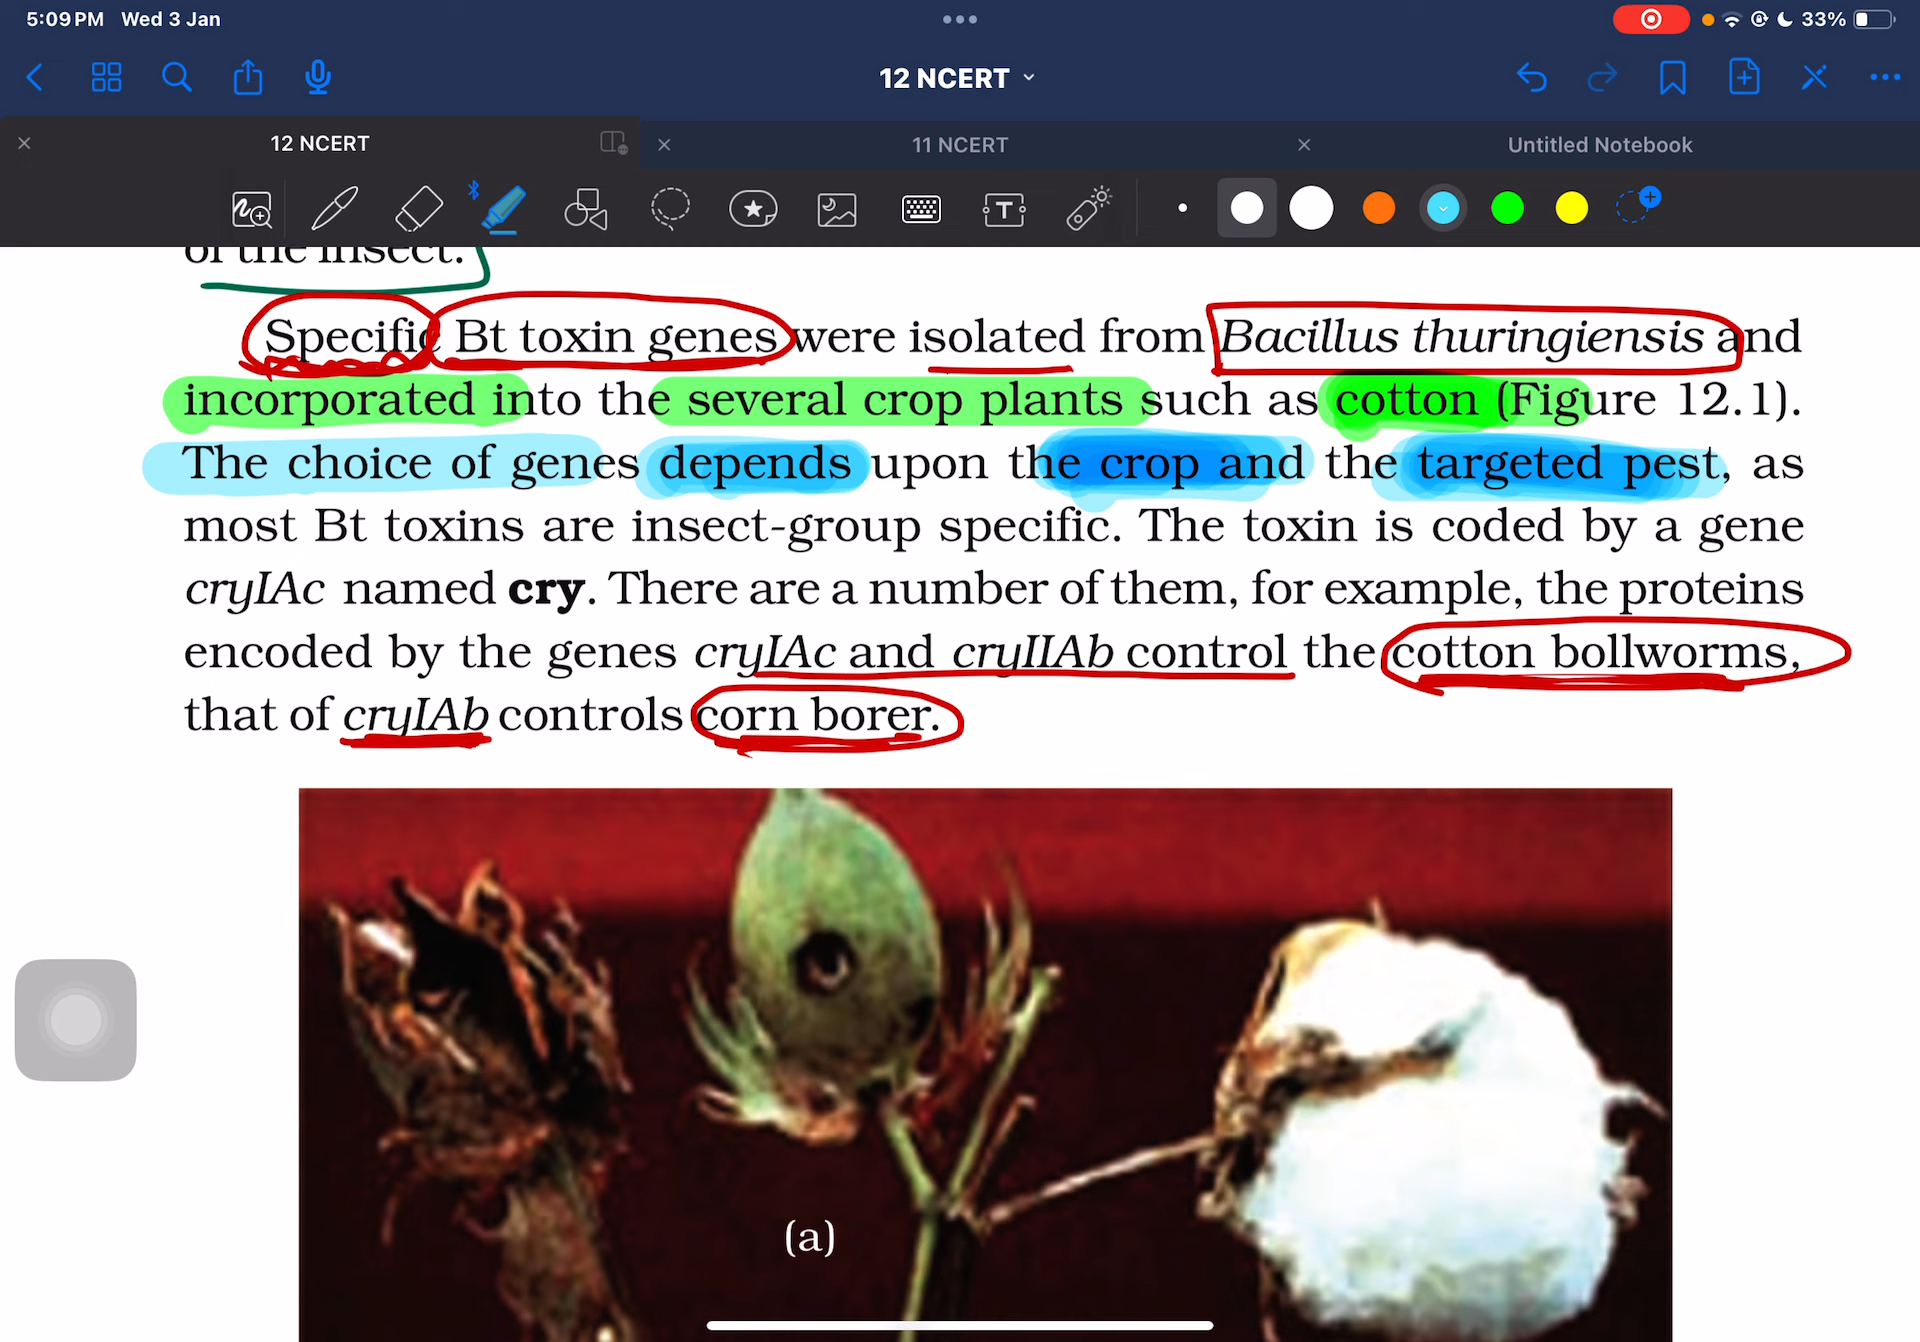 5:09 PM Wed 3 Jan
33%
12 NCERT
12 NCERT
11 NCERT
Untitled Notebook
of the insect.
Specific Bt toxin genes were isolated from Bacillus thuringiensis and
incorporated into the several crop plants such as cotton (Figure 12.1).
The choice of genes depends upon the crop and the targeted pest, as
most Bt toxins are insect-group specific. The toxin is coded by a gene
cryIAc named cry. There are a number of them, for example, the proteins
encoded by the genes cryIAc and cryIIAb control the cotton bollworms,
that of cryIAb controls corn borer.
(a)